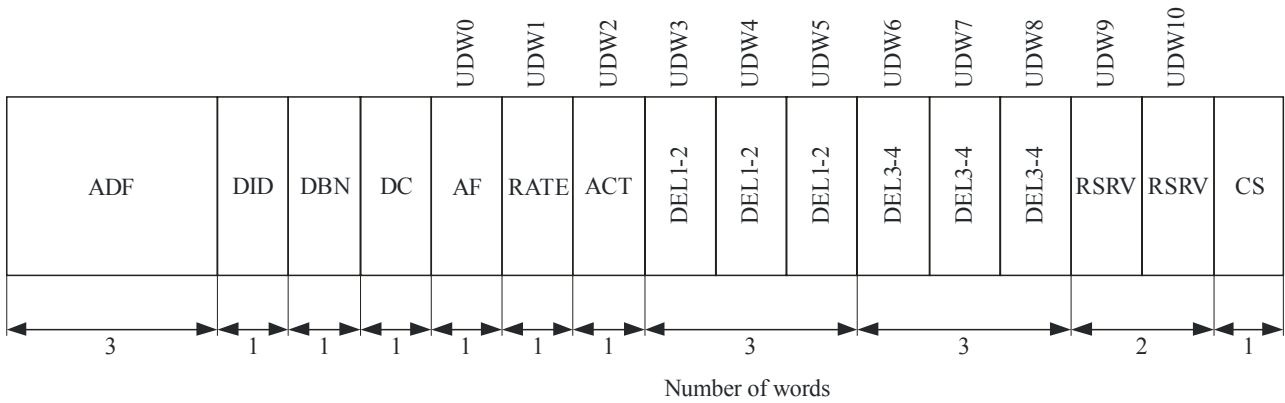 UDW0 UDW1 UDW2 UDW3 UDW4 UDW5 UDW6 UDW7 UDW8 UDW9 UDW10
ADF DID DBN DC AF RATE ACT DEL1-2 DEL1-2 DEL1-2 DEL3-4 DEL3-4 DEL3-4 RSRV RSRV CS
3 1 1 1 1 1 1 3 3 2 1
Number of words